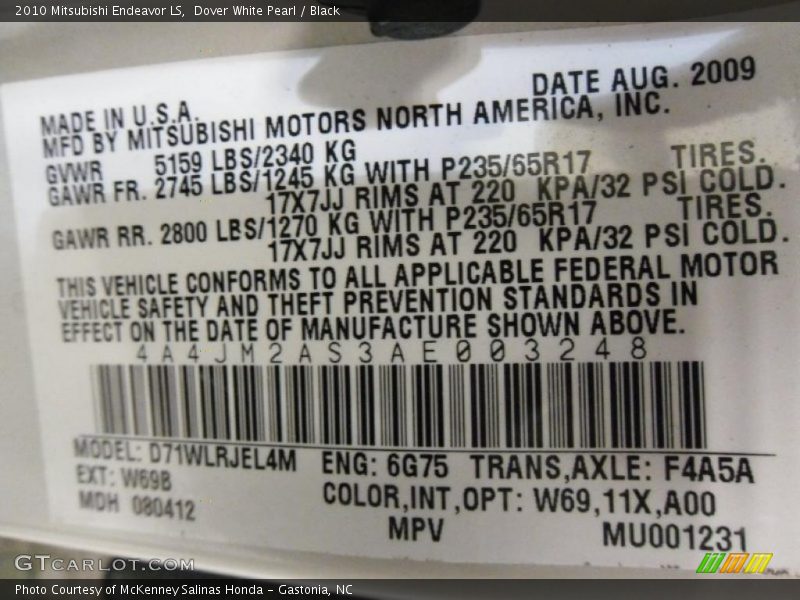 2010 Mitsubishi Endeavor LS,  Dover White Pearl / Black
DATE AUG. 2009
MADE IN U.S.A.
MFD BY MITSUBISHI MOTORS NORTH AMERICA, INC.
GVWR 5159 LBS/2340 KG
GAWR FR. 2745 LBS/1245 KG WITH P235/65R17 TIRES.
17X7JJ RIMS AT 220 KPA/32 PSI COLD.
GAWR RR. 2800 LBS/1270 KG WITH P235/65R17 TIRES.
17X7JJ RIMS AT 220 KPA/32 PSI COLD.
THIS VEHICLE CONFORMS TO ALL APPLICABLE FEDERAL MOTOR
VEHICLE SAFETY AND THEFT PREVENTION STANDARDS IN
EFFECT ON THE DATE OF MANUFACTURE SHOWN ABOVE.
4A4JM2AS3AE003248
MODEL: D71WLRJEL4M ENG: 6G75 TRANS,AXLE: F4A5A
EXT: W69B COLOR,INT,OPT: W69,11X,A00
MDH 080412 MPV MU001231
GTCARLOT.COM
Photo Courtesy of McKenney Salinas Honda - Gastonia, NC